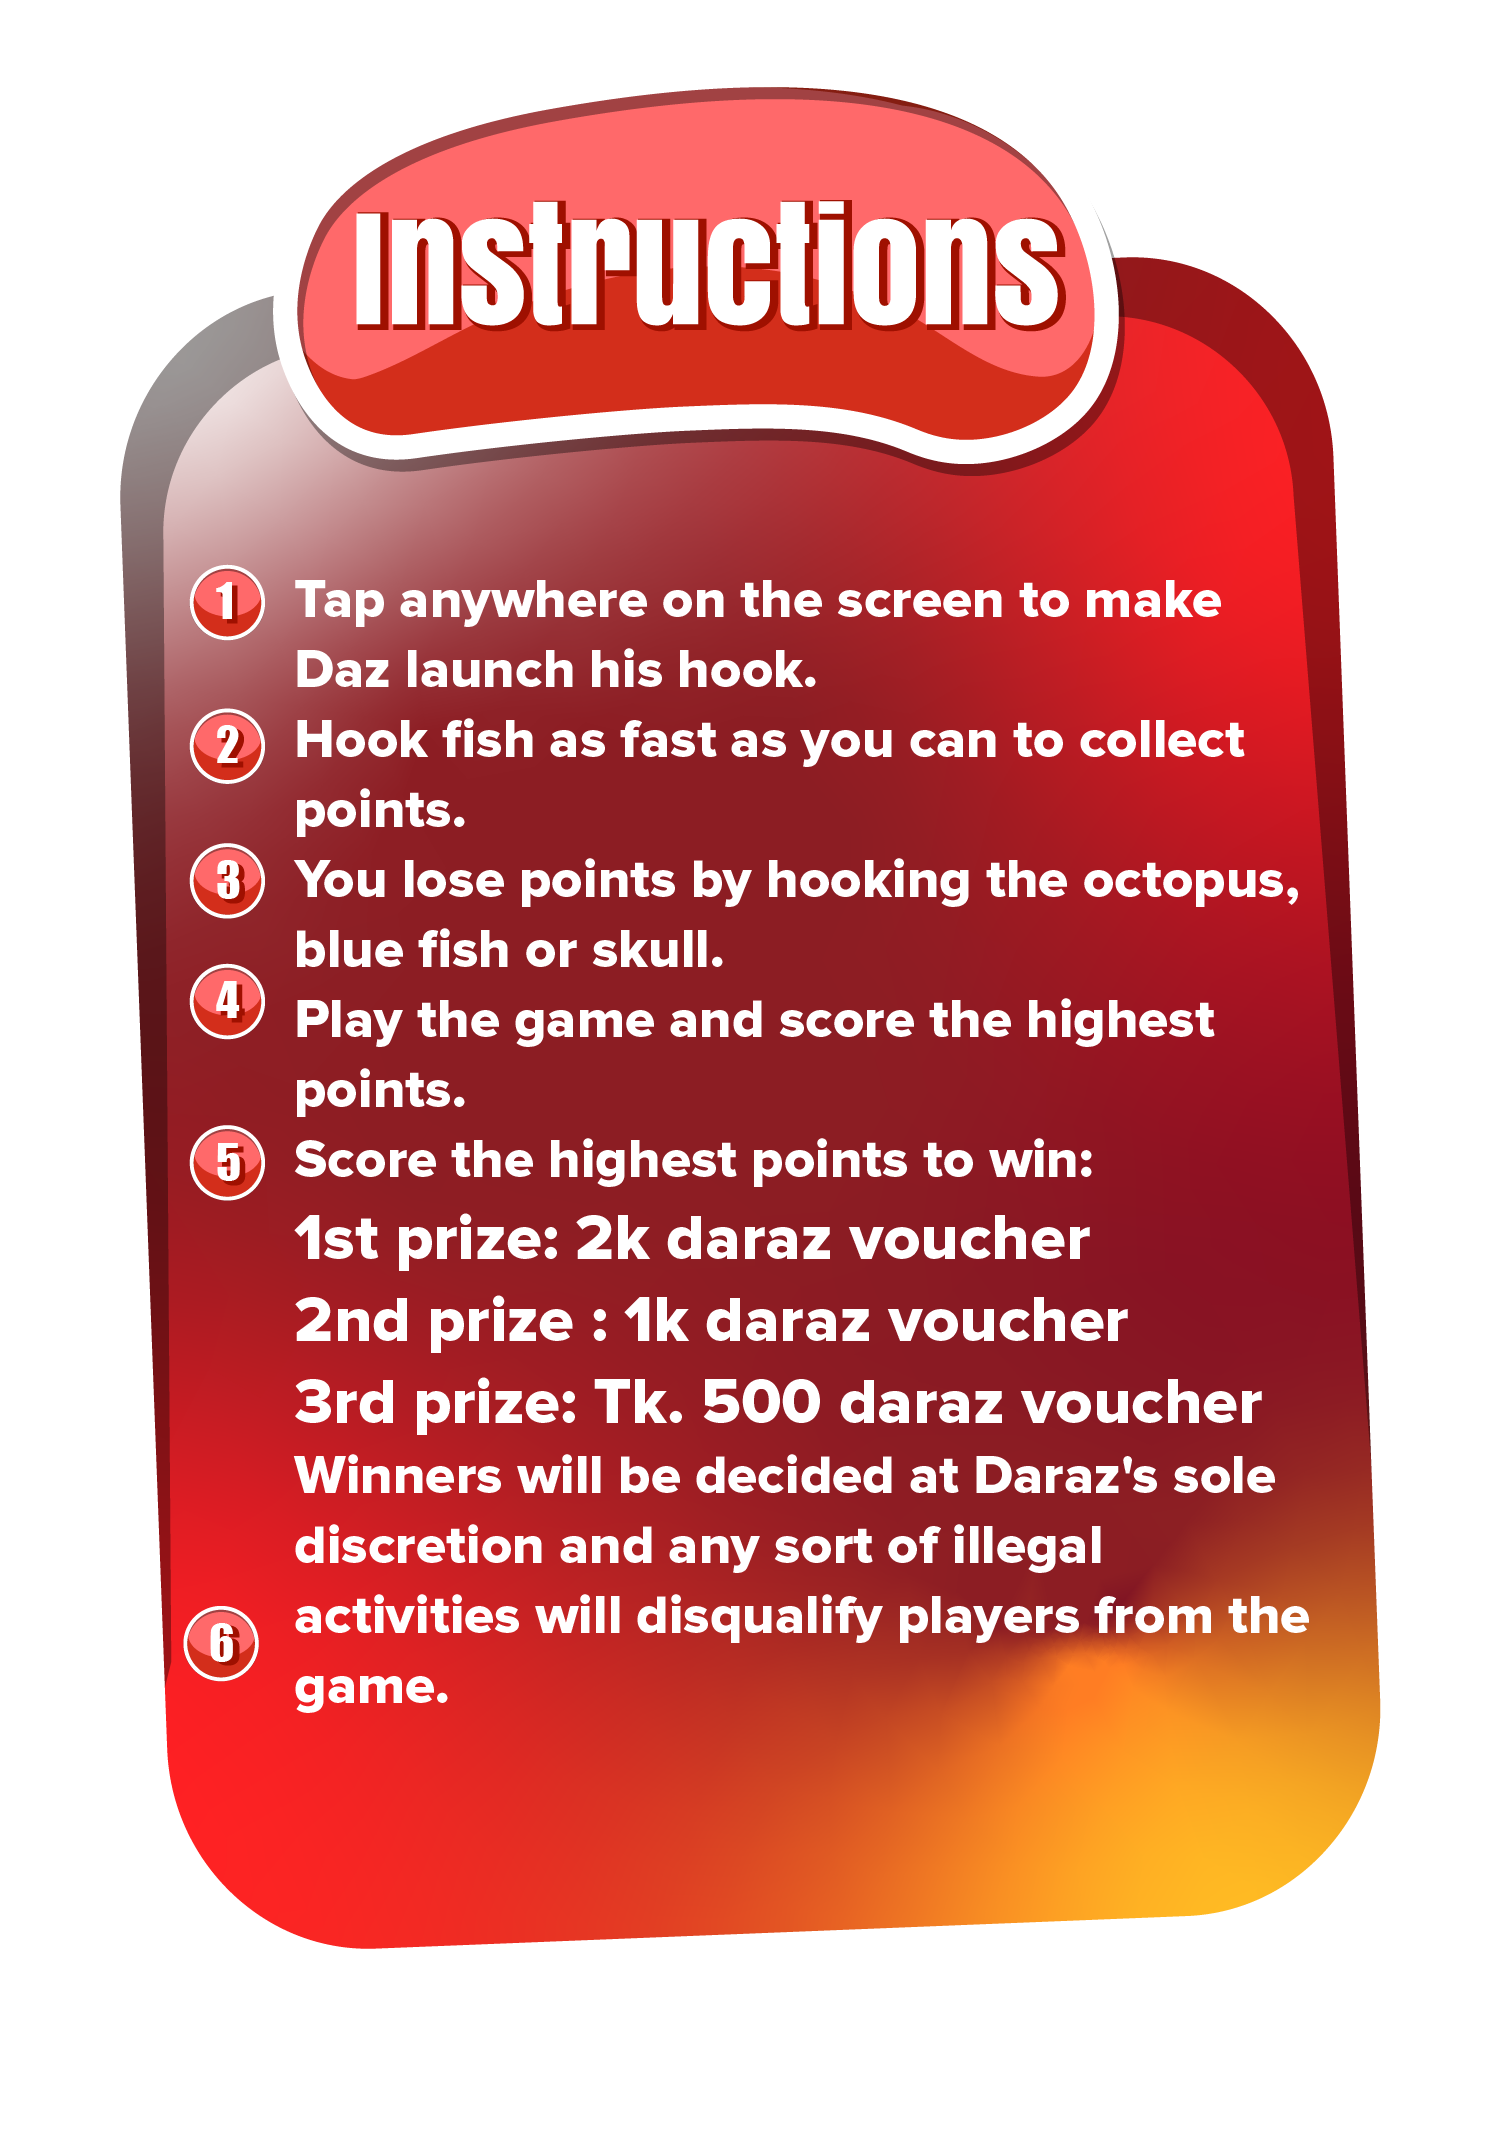 Instructions
1 Tap anywhere on the screen to make
Daz launch his hook.
2 Hook fish as fast as you can to collect
points.
3 You lose points by hooking the octopus,
blue fish or skull.
4 Play the game and score the highest
points.
5 Score the highest points to win:
1st prize: 2k daraz voucher
2nd prize : 1k daraz voucher
3rd prize: Tk. 500 daraz voucher
Winners will be decided at Daraz's sole
discretion and any sort of illegal
6 activities will disqualify players from the
game.